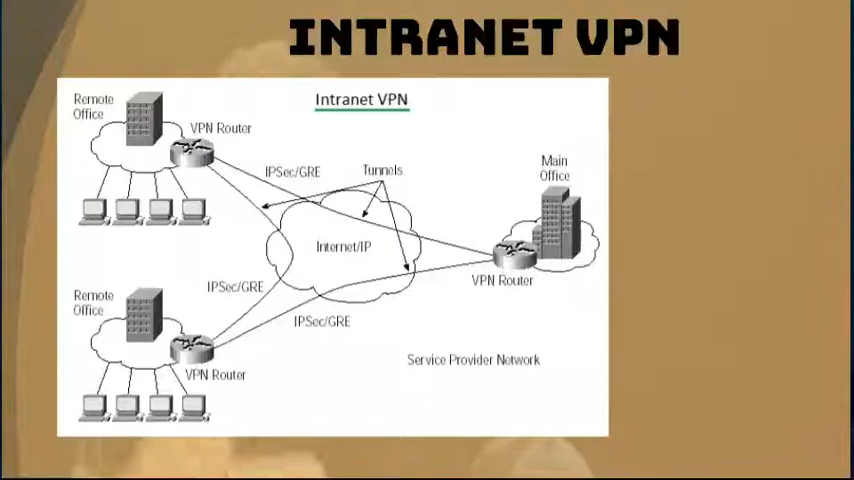 INTRANET VPN
Intranet VPN
Remote
Office
VPN Router
IPSec/GRE
Tunnels
Main
Office
Internet/IP
VPN Router
IPSec/GRE
Remote
Office
IPSec/GRE
Service Provider Network
VPN Router